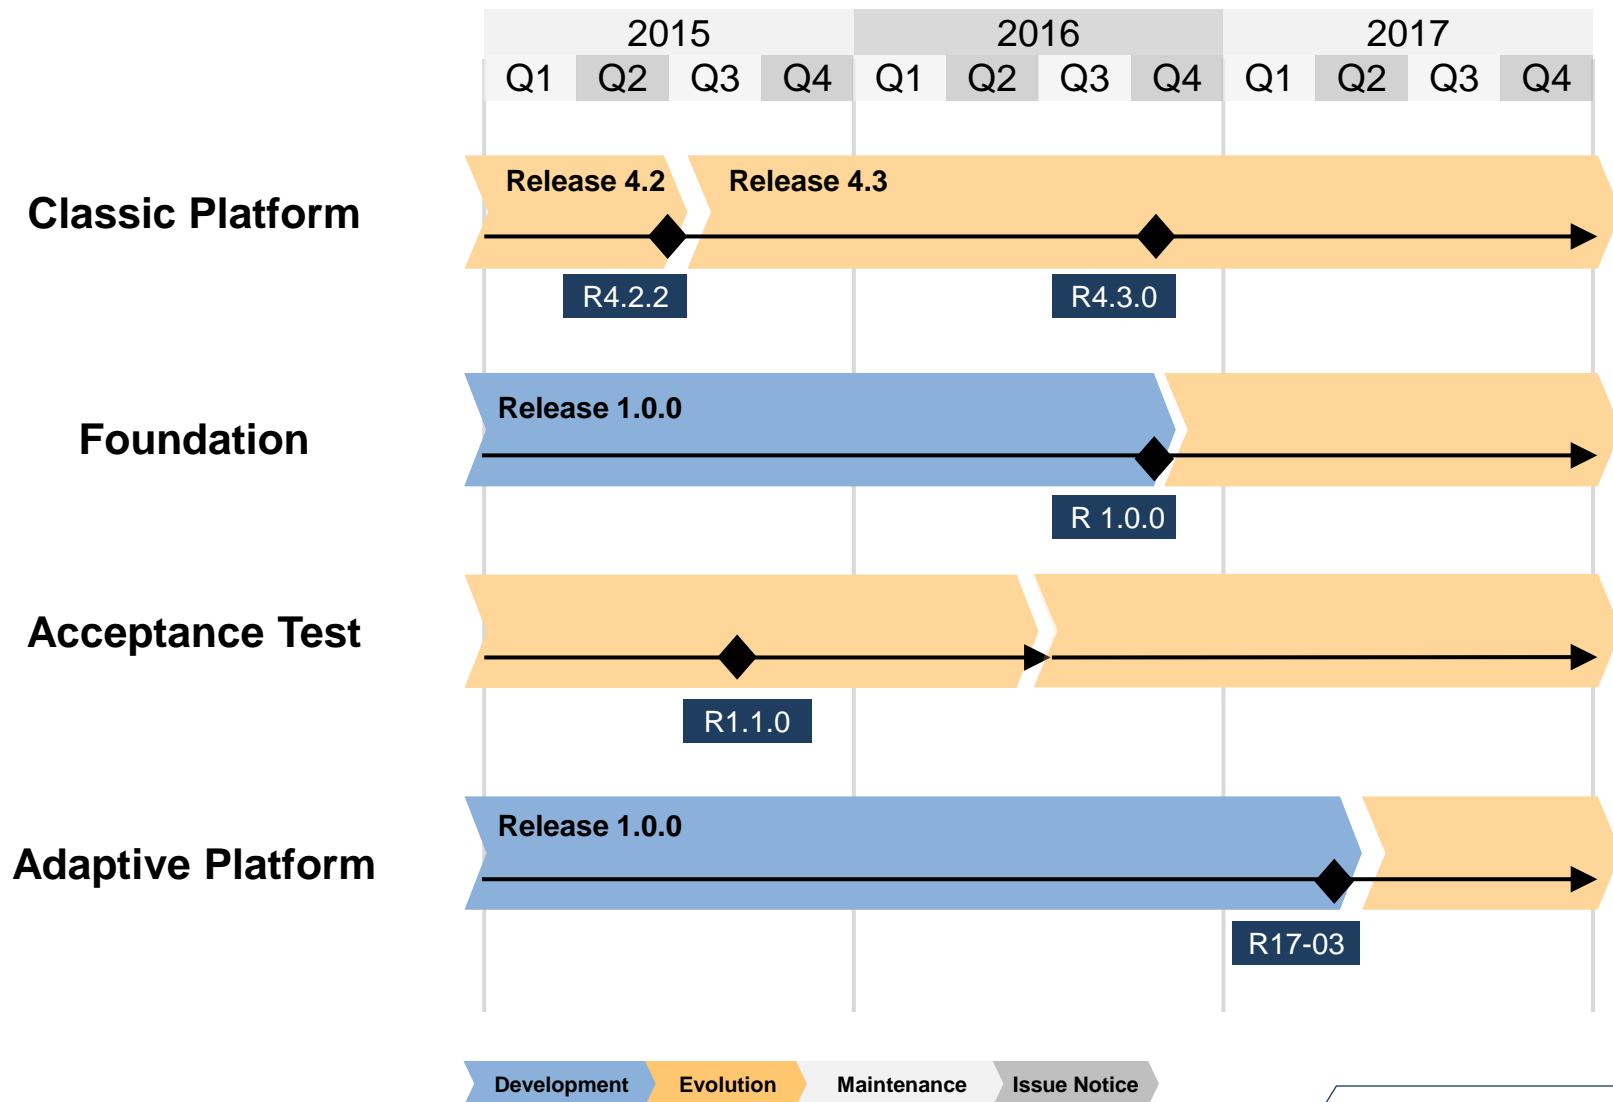 2015 2016 2017
Q1 Q2 Q3 Q4 Q1 Q2 Q3 Q4 Q1 Q2 Q3 Q4
Classic Platform
Release 4.2 Release 4.3
R4.2.2 R4.3.0
Foundation
Release 1.0.0
R 1.0.0
Acceptance Test
R1.1.0
Adaptive Platform
Release 1.0.0
R17-03
Development Evolution Maintenance Issue Notice